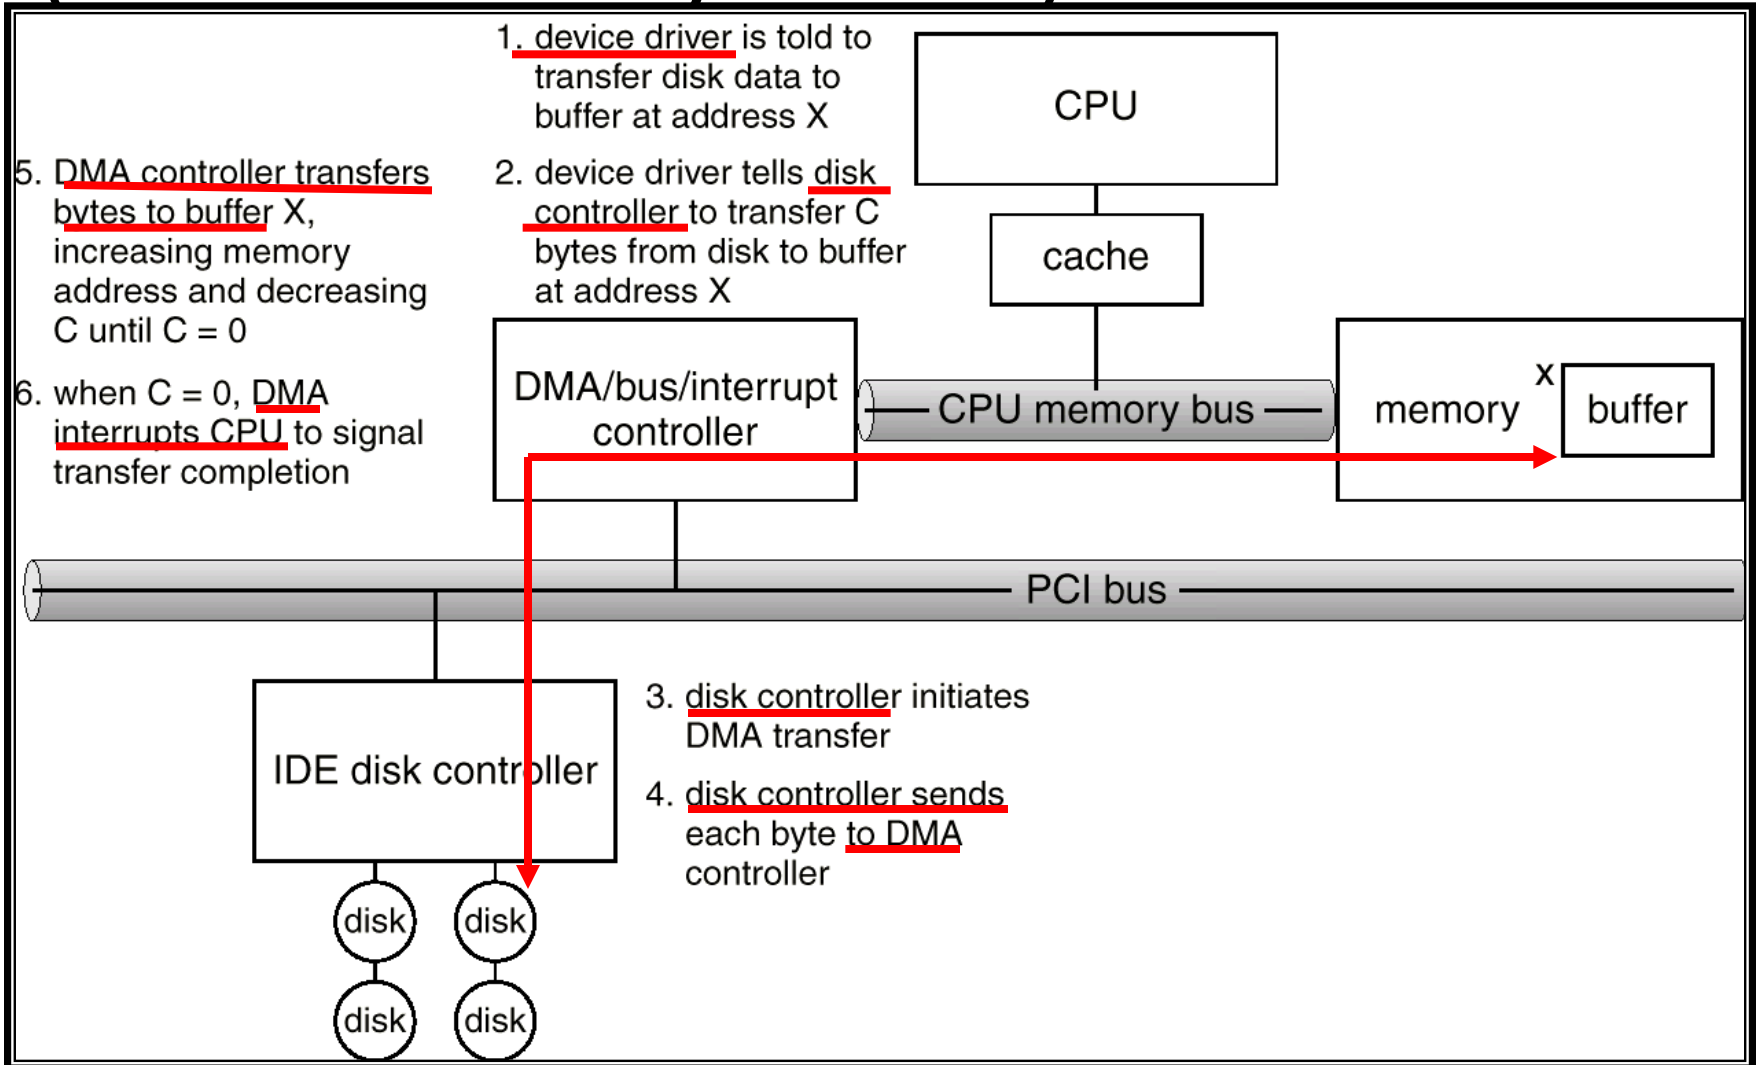 1. device driver is told to
transfer disk data to
buffer at address X
2. device driver tells disk
controller to transfer C
bytes from disk to buffer
at address X
5. DMA controller transfers
bytes to buffer X,
increasing memory
address and decreasing
C until C = 0
6. when C = 0, DMA
interrupts CPU to signal
transfer completion
CPU
cache
DMA/bus/interrupt
controller
CPU memory bus
memory
x
buffer
PCI bus
IDE disk controller
3. disk controller initiates
DMA transfer
4. disk controller sends
each byte to DMA
controller
disk
disk
disk
disk